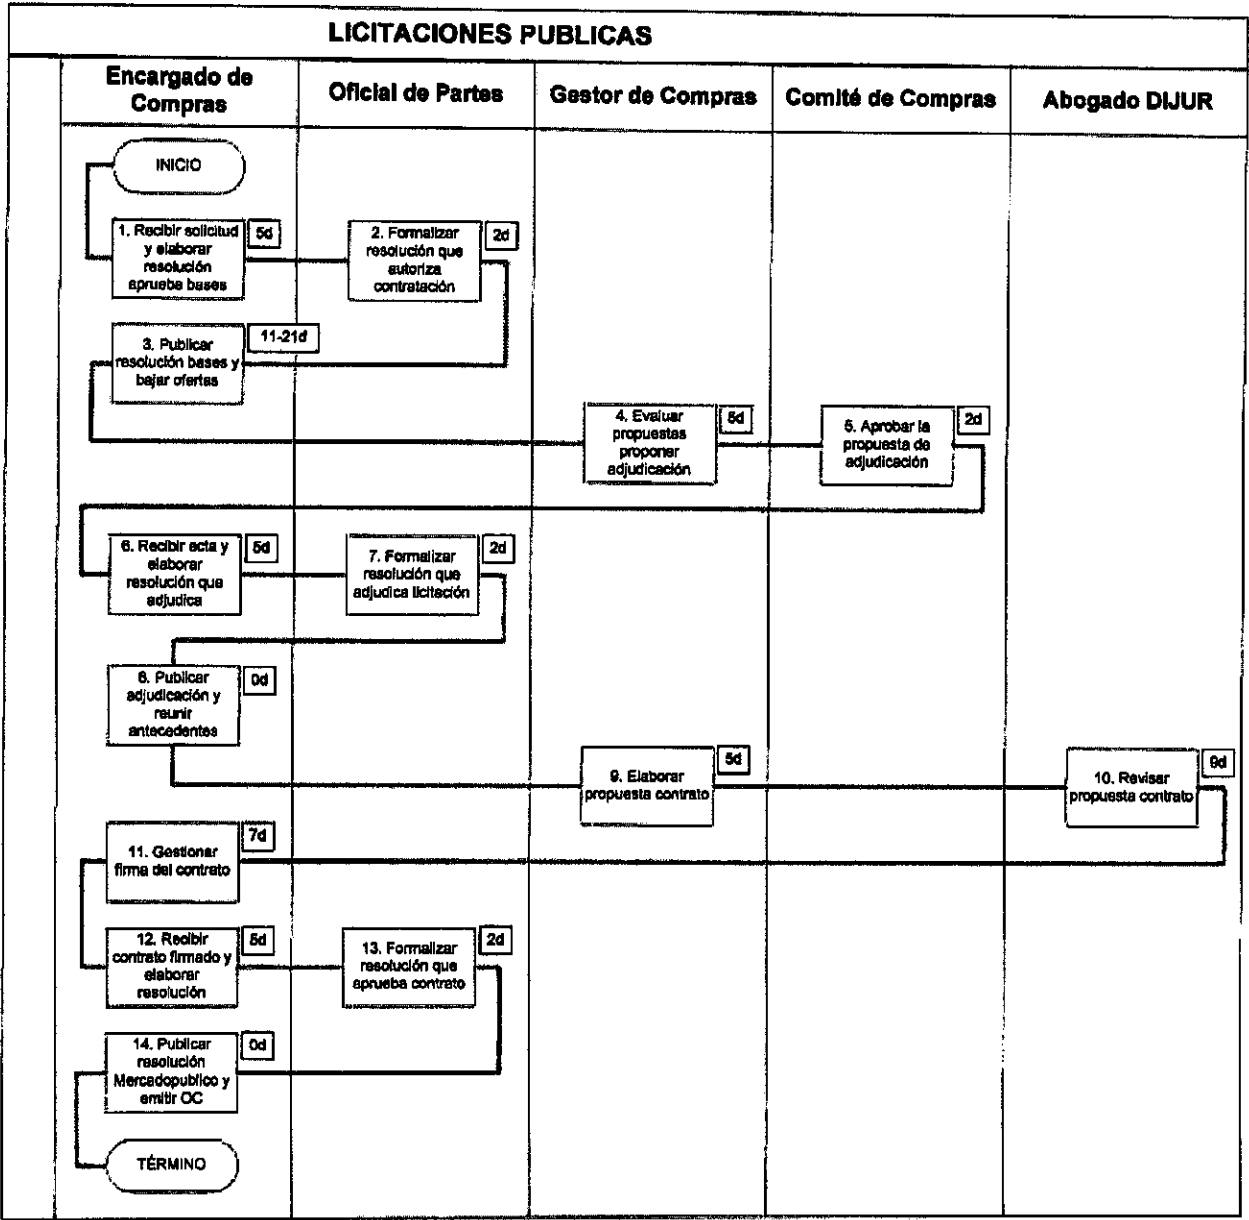 LICITACIONES PUBLICAS
Encargado de
Compras
Oficial de Partes
Gestor de Compras
Comité de Compras
Abogado DIJUR
INICIO
1. Recibir solicitud
y elaborar
resolución
aprueba bases
5d
2. Formalizar
resolución que
autoriza
contratación
2d
3. Publicar
resolución bases y
bajar ofertas
11-21d
4. Evaluar
propuestas
proponer
adjudicación
5d
5. Aprobar la
propuesta de
adjudicación
2d
6. Recibir acta y
elaborar
resolución que
adjudica
5d
7. Formalizar
resolución que
adjudica licitación
2d
8. Publicar
adjudicación y
reunir
antecedentes
0d
9. Elaborar
propuesta contrato
5d
10. Revisar
propuesta contrato
9d
11. Gestionar
firma del contrato
7d
12. Recibir
contrato firmado y
elaborar
resolución
5d
13. Formalizar
resolución que
aprueba contrato
2d
14. Publicar
resolución
Mercadopublico y
emitir OC
0d
TÉRMINO